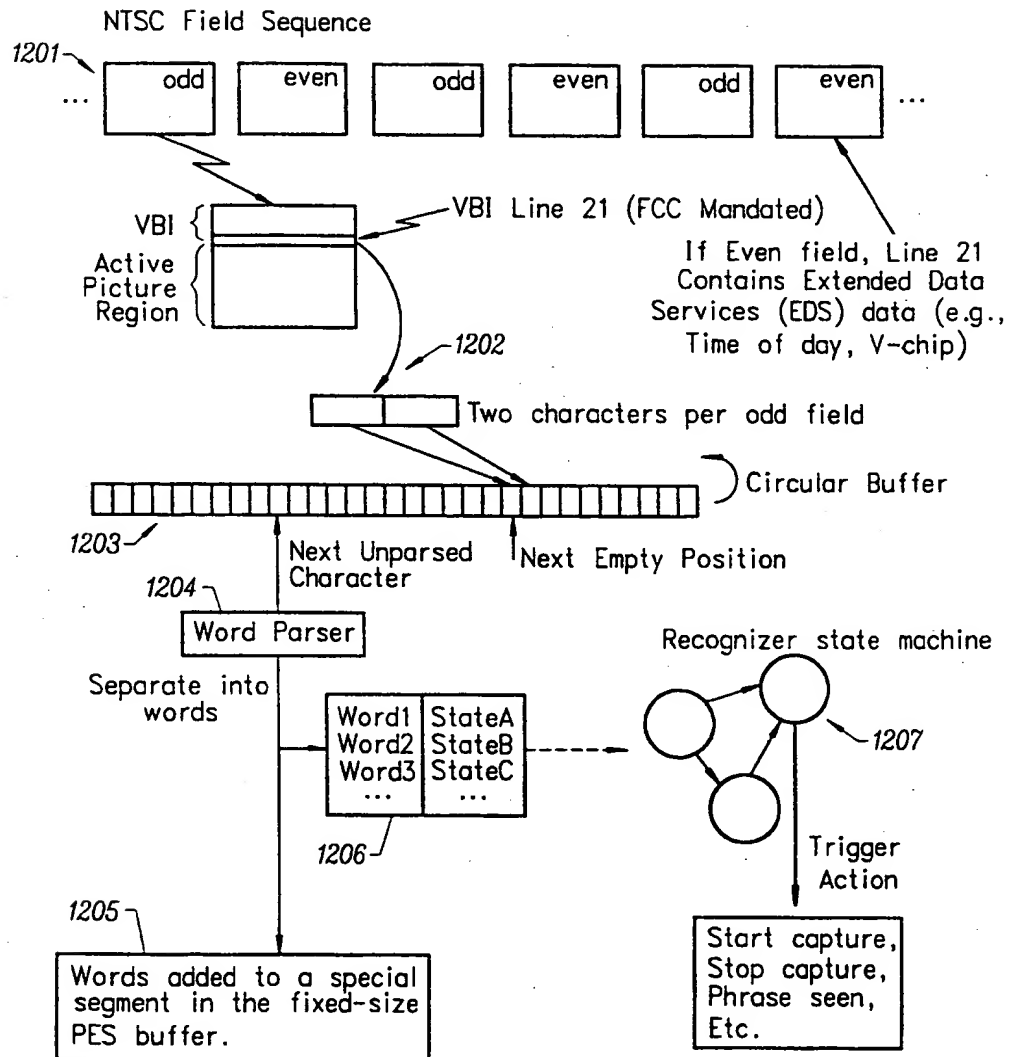 NTSC Field Sequence
1201
... odd even odd even odd even ...
VBI
VBI Line 21 (FCC Mandated)
Active
Picture
Region
If Even field, Line 21
Contains Extended Data
Services (EDS) data (e.g.,
Time of day, V-chip)
1202
Two characters per odd field
Circular Buffer
1203
Next Unparsed
Character
Next Empty Position
1204
Word Parser
Separate into
words
Word1 StateA
Word2 StateB
Word3 StateC
... ...
1206
Recognizer state machine
1207
Trigger
Action
1205
Words added to a special
segment in the fixed-size
PES buffer.
Start capture,
Stop capture,
Phrase seen,
Etc.